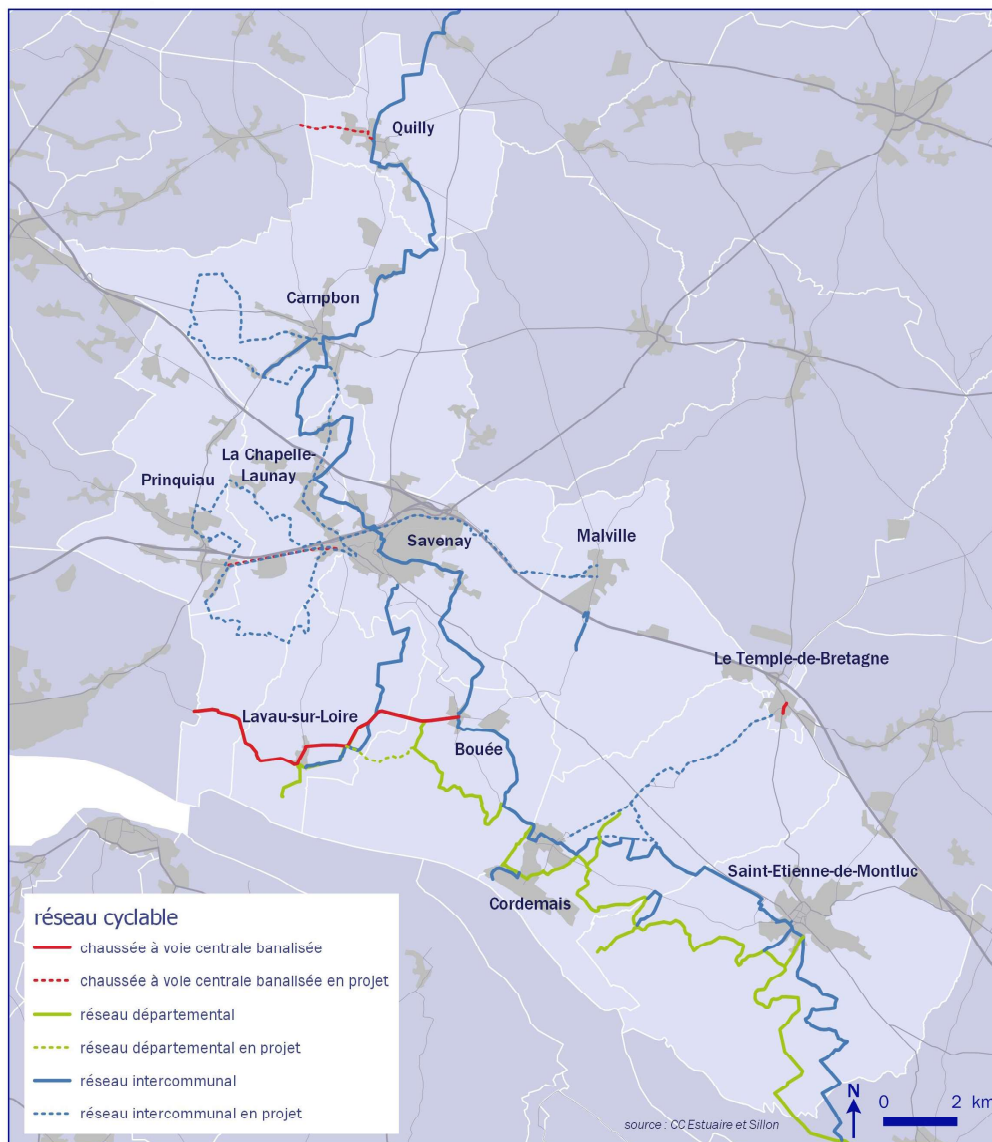 Quilly
Campbon
La Chapelle-
Launay
Prinquiau
Savenay
Malville
Le Temple-de-Bretagne
Lavau-sur-Loire
Bouée
Saint-Etienne-de-Montluc
Cordemais
réseau cyclable
chaussée à voie centrale banalisée
chaussée à voie centrale banalisée en projet
réseau départemental
réseau départemental en projet
réseau intercommunal
réseau intercommunal en projet
N
0 2 km
source : CC Estuaire et Sillon